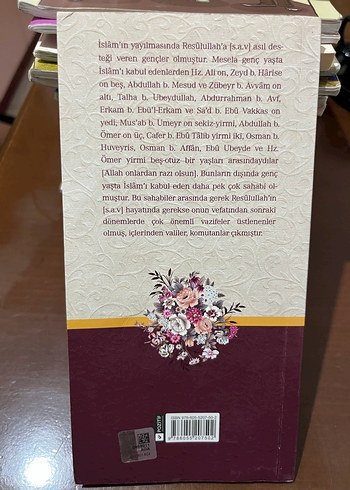 İslâm'ın yayılmasında Resûlullah'a [s.a.v] asıl des-
teği veren gençler olmuştur. Mesela genç yaşta
İslâm'ı kabul edenlerden Hz. Ali on, Zeyd b. Hârise
on beş, Abdullah b. Mesud ve Zübeyr b. Avvâm on
altı, Talha b. Ubeydullah, Abdurrahman b. Avf,
Erkam b. Ebü'l-Erkam ve Sa'd b. Ebû Vakkas on
yedi, Mus'ab b. Umeyr on sekiz-yirmi, Abdullah b.
Ömer on üç, Cafer b. Ebû Tâlib yirmi iki, Osman b.
Huveyris, Osman b. Affân, Ebû Ubeyde ve Hz.
Ömer yirmi beş-otuz bir yaşları arasındaydılar
[Allah onlardan râzı olsun]. Bunların dışında genç
yaşta İslâm'ı kabul eden daha pek çok sahabi ol-
muştur. Bu sahabiler arasında gerek Resûlullah'ın
[s.a.v] hayatında gerekse onun vefatından sonraki
dönemlerde çok önemli vazifeler üstlenenler
olmuş, içlerinden valiler, komutanlar çıkmıştır.
POZİTİF